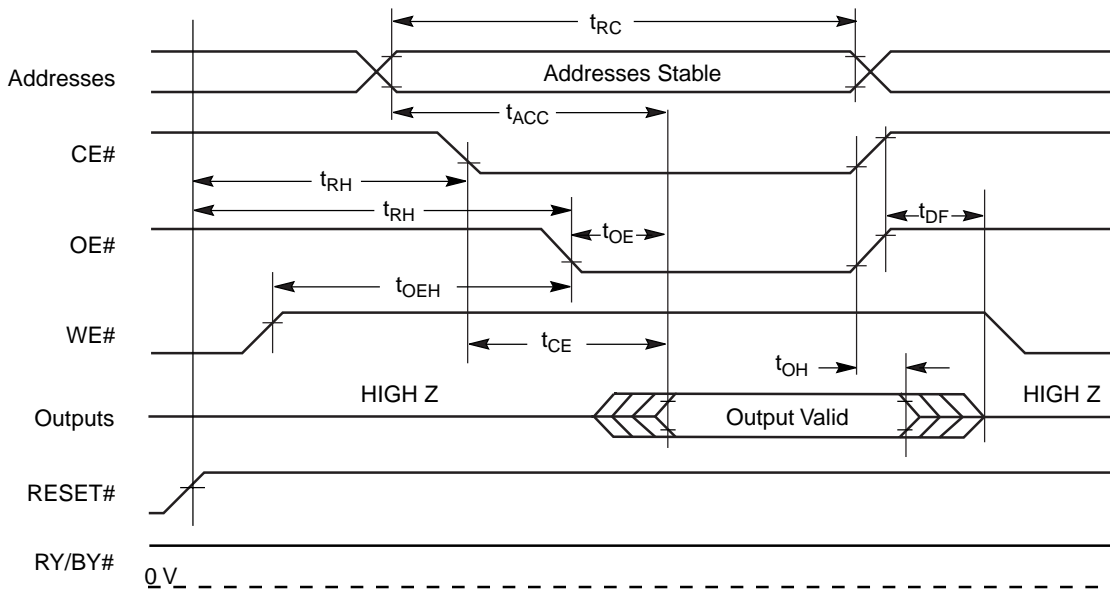 tRC
Addresses
Addresses Stable
tACC
CE#
tRH
tRH
tDF
OE#
tOE
tOEH
WE#
tCE
tOH
HIGH Z
HIGH Z
Outputs
Output Valid
RESET#
RY/BY#
0 V